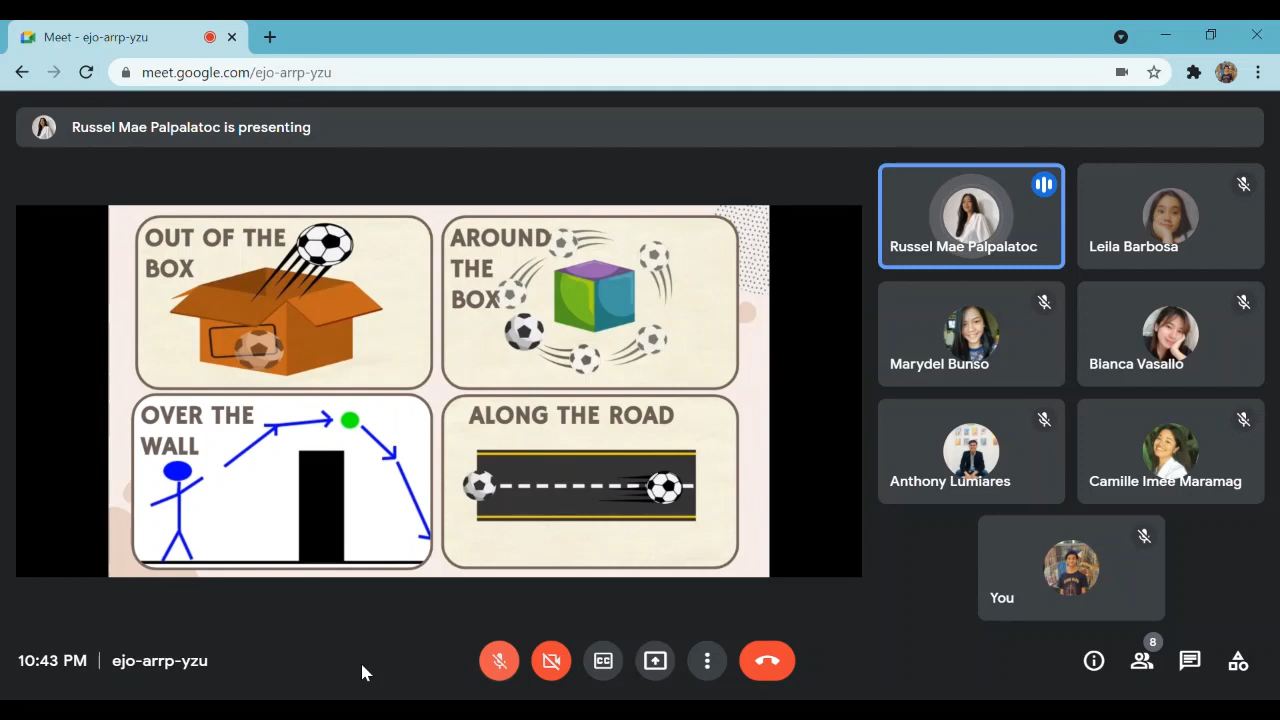 Meet - ejo-arrp-yzu
meet.google.com/ejo-arrp-yzu
Russel Mae Palpalatoc is presenting
OUT OF THE
BOX
AROUND
THE
BOX
OVER THE
WALL
ALONG THE ROAD
Russel Mae Palpalatoc
Leila Barbosa
Marydel Bunso
Bianca Vasallo
Anthony Lumiares
Camille Imee Maramag
You
10:43 PM | ejo-arrp-yzu
CC
8